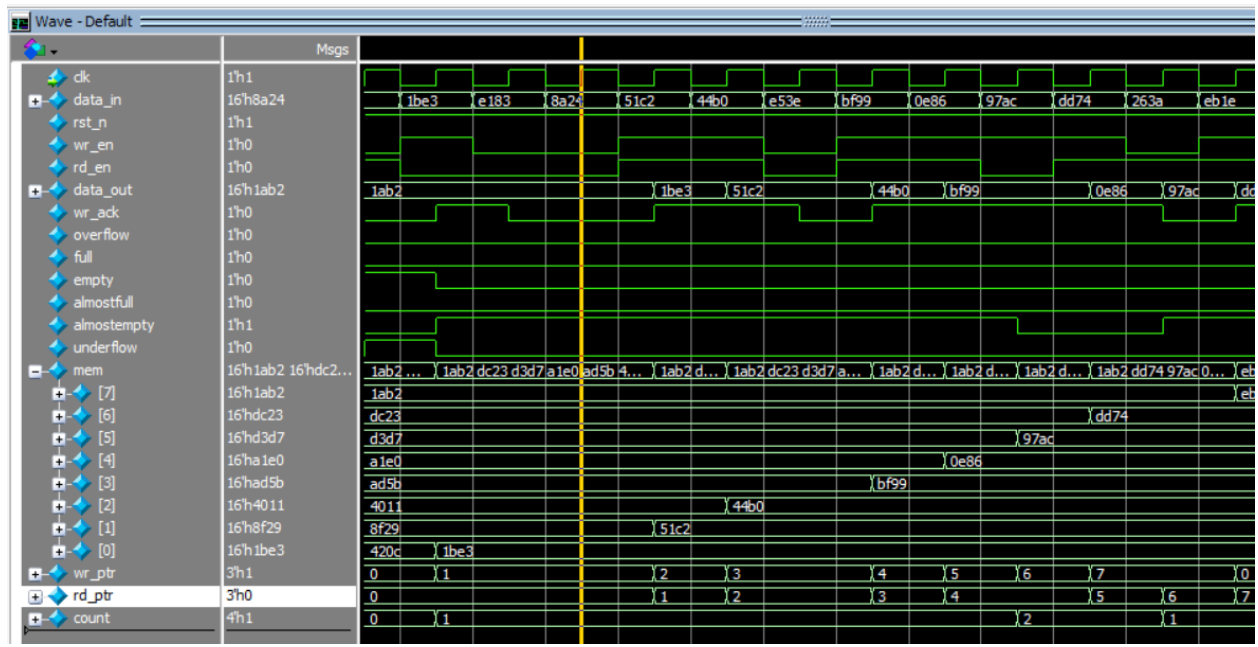 Wave - Default
Msgs
clk 1'h1
data_in 16'h8a24 1be3 e183 8a24 51c2 44b0 e53e bf99 0e86 97ac dd74 263a eb1e
rst_n 1'h1
wr_en 1'h0
rd_en 1'h0
data_out 16'h1ab2 1ab2 1be3 51c2 44b0 bf99 0e86 97ac dd
wr_ack 1'h0
overflow 1'h0
full 1'h0
empty 1'h0
almostfull 1'h0
almostempty 1'h1
underflow 1'h0
mem 16'h1ab2 16'hdc2... 1ab2 ... 1ab2 dc23 d3d7 a1e0 ad5b 4... 1ab2 d... 1ab2 dc23 d3d7 a... 1ab2 d... 1ab2 d... 1ab2 d... 1ab2 dd74 97ac 0... eb
[7] 16'h1ab2 1ab2 eb
[6] 16'hdc23 dc23 dd74
[5] 16'hd3d7 d3d7 97ac
[4] 16'ha1e0 a1e0 0e86
[3] 16'had5b ad5b bf99
[2] 16'h4011 4011 44b0
[1] 16'h8f29 8f29 51c2
[0] 16'h1be3 420c 1be3
wr_ptr 3'h1 0 1 2 3 4 5 6 7 0
rd_ptr 3'h0 0 1 2 3 4 5 6 7
count 4'h1 0 1 2 1